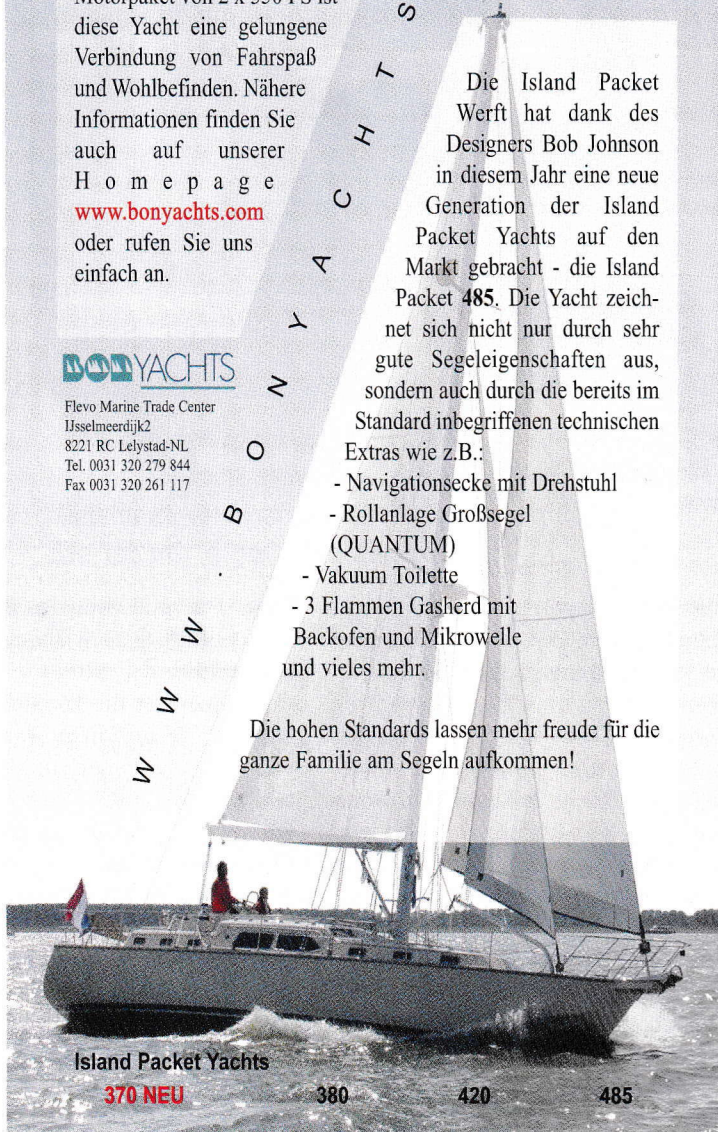 Motorpaket von 2 x 550 PS ist
diese Yacht eine gelungene
Verbindung von Fahrspaß
und Wohlbefinden. Nähere
Informationen finden Sie
auch auf unserer
Homepage
www.bonyachts.com
oder rufen Sie uns
einfach an.
BONYACHTS
Flevo Marine Trade Center
IJsselmeerdijk2
8221 RC Lelystad-NL
Tel. 0031 320 279 844
Fax 0031 320 261 117
WWW.BONYACHTS
Die Island Packet
Werft hat dank des
Designers Bob Johnson
in diesem Jahr eine neue
Generation der Island
Packet Yachts auf den
Markt gebracht - die Island
Packet 485. Die Yacht zeich-
net sich nicht nur durch sehr
gute Segeleigenschaften aus,
sondern auch durch die bereits im
Standard inbegriffenen technischen
Extras wie z.B.:
- Navigationsecke mit Drehstuhl
- Rollanlage Großsegel
(QUANTUM)
- Vakuum Toilette
- 3 Flammen Gasherd mit
Backofen und Mikrowelle
und vieles mehr.
Die hohen Standards lassen mehr freude für die
ganze Familie am Segeln aufkommen!
Island Packet Yachts
370 NEU 380 420 485